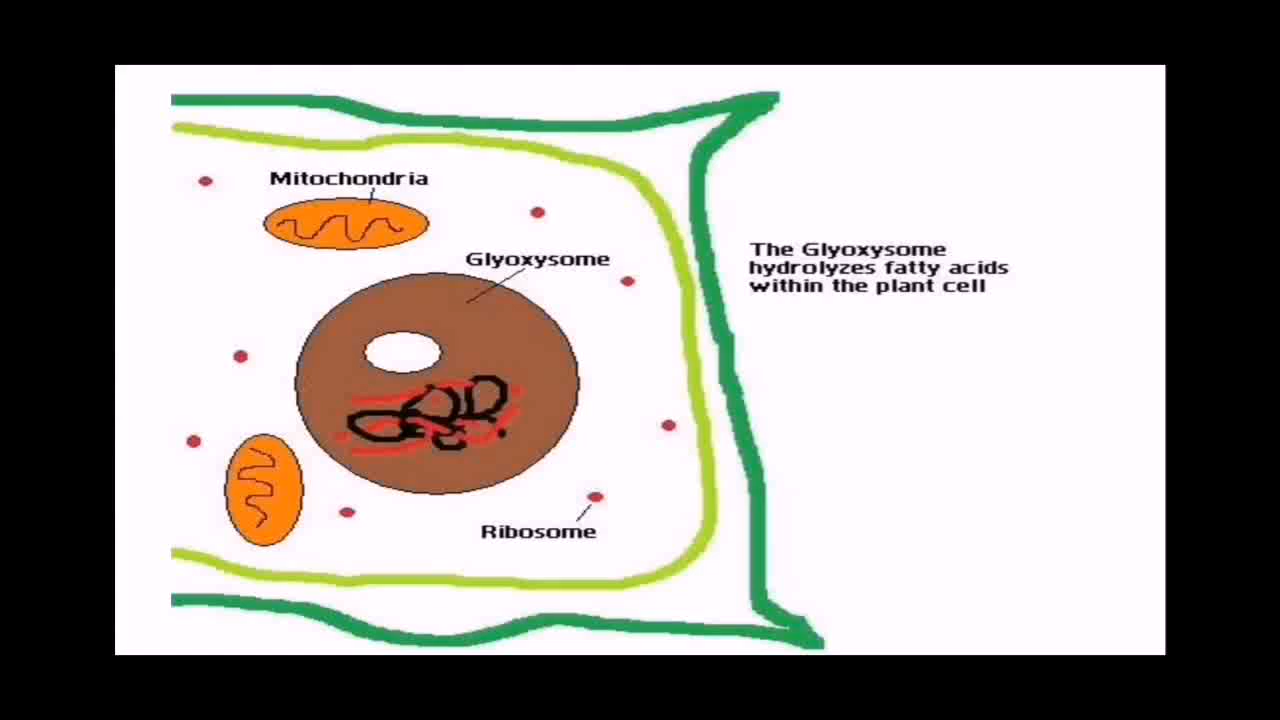 Mitochondria
Glyoxysome
The Glyoxysome
hydrolyzes fatty acids
within the plant cell
Ribosome